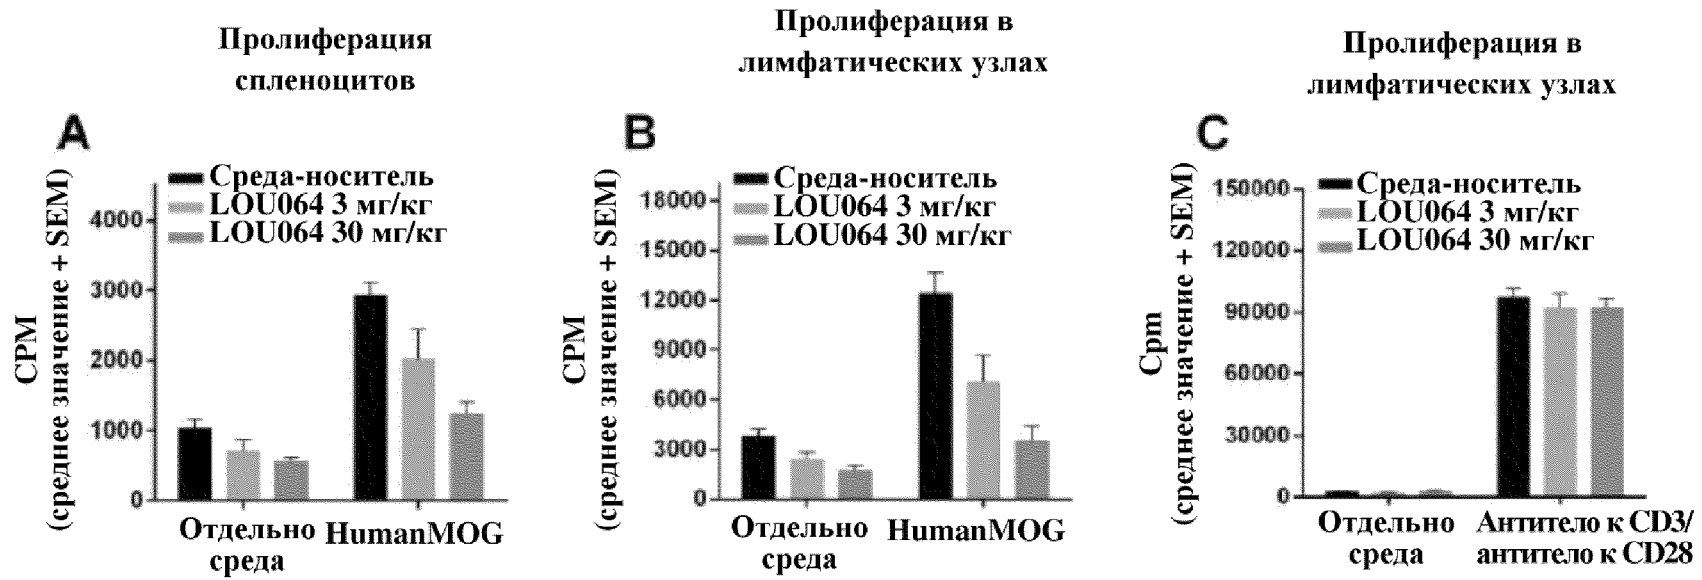 Пролиферация
спленоцитов
A
Среда-носитель
LOU064 3 мг/кг
LOU064 30 мг/кг
CPM
(среднее значение + SEM)
4000
3000
2000
1000
0
Отдельно
среда
HumanMOG
Пролиферация в
лимфатических узлах
B
Среда-носитель
LOU064 3 мг/кг
LOU064 30 мг/кг
CPM
(среднее значение + SEM)
18000
15000
12000
9000
6000
3000
0
Отдельно
среда
HumanMOG
Пролиферация в
лимфатических узлах
C
Среда-носитель
LOU064 3 мг/кг
LOU064 30 мг/кг
Cpm
(среднее значение + SEM)
150000
120000
90000
60000
30000
0
Отдельно
среда
Антитело к CD3/
антитело к CD28